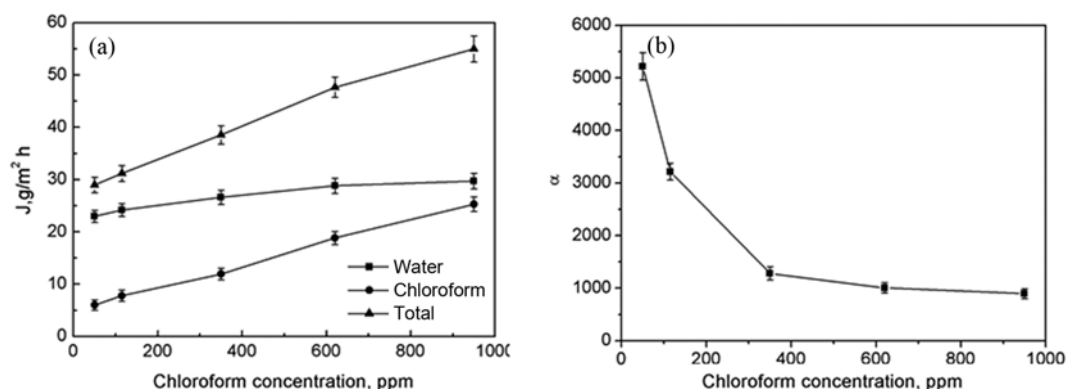 (a)
60
50
40
30
20
10
0
J,g/m² h
Water
Chloroform
Total
0 200 400 600 800 1000
Chloroform concentration, ppm
(b)
6000
5000
4000
3000
2000
1000
0
α
0 200 400 600 800 1000
Chloroform concentration, ppm